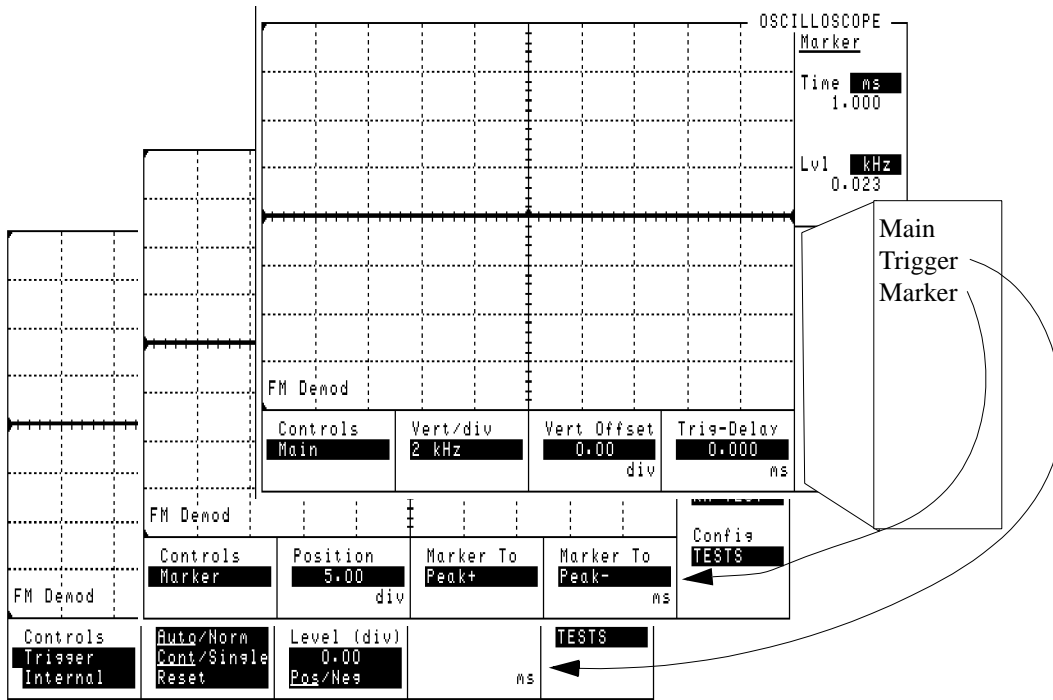 OSCILLOSCOPE
Marker
Time ms
1.000
Lvl kHz
0.023
FM Demod
Controls Vert/div Vert Offset Trig-Delay
Main 2 kHz 0.00 0.000
div ms
Main
Trigger
Marker
FM Demod
Config
TESTS
Controls Position Marker To Marker To
Marker 5.00 Peak+ Peak-
div ms
FM Demod
Controls Auto/Norm Level (div) TESTS
Trigger Cont/Single 0.00
Internal Reset Pos/Neg ms